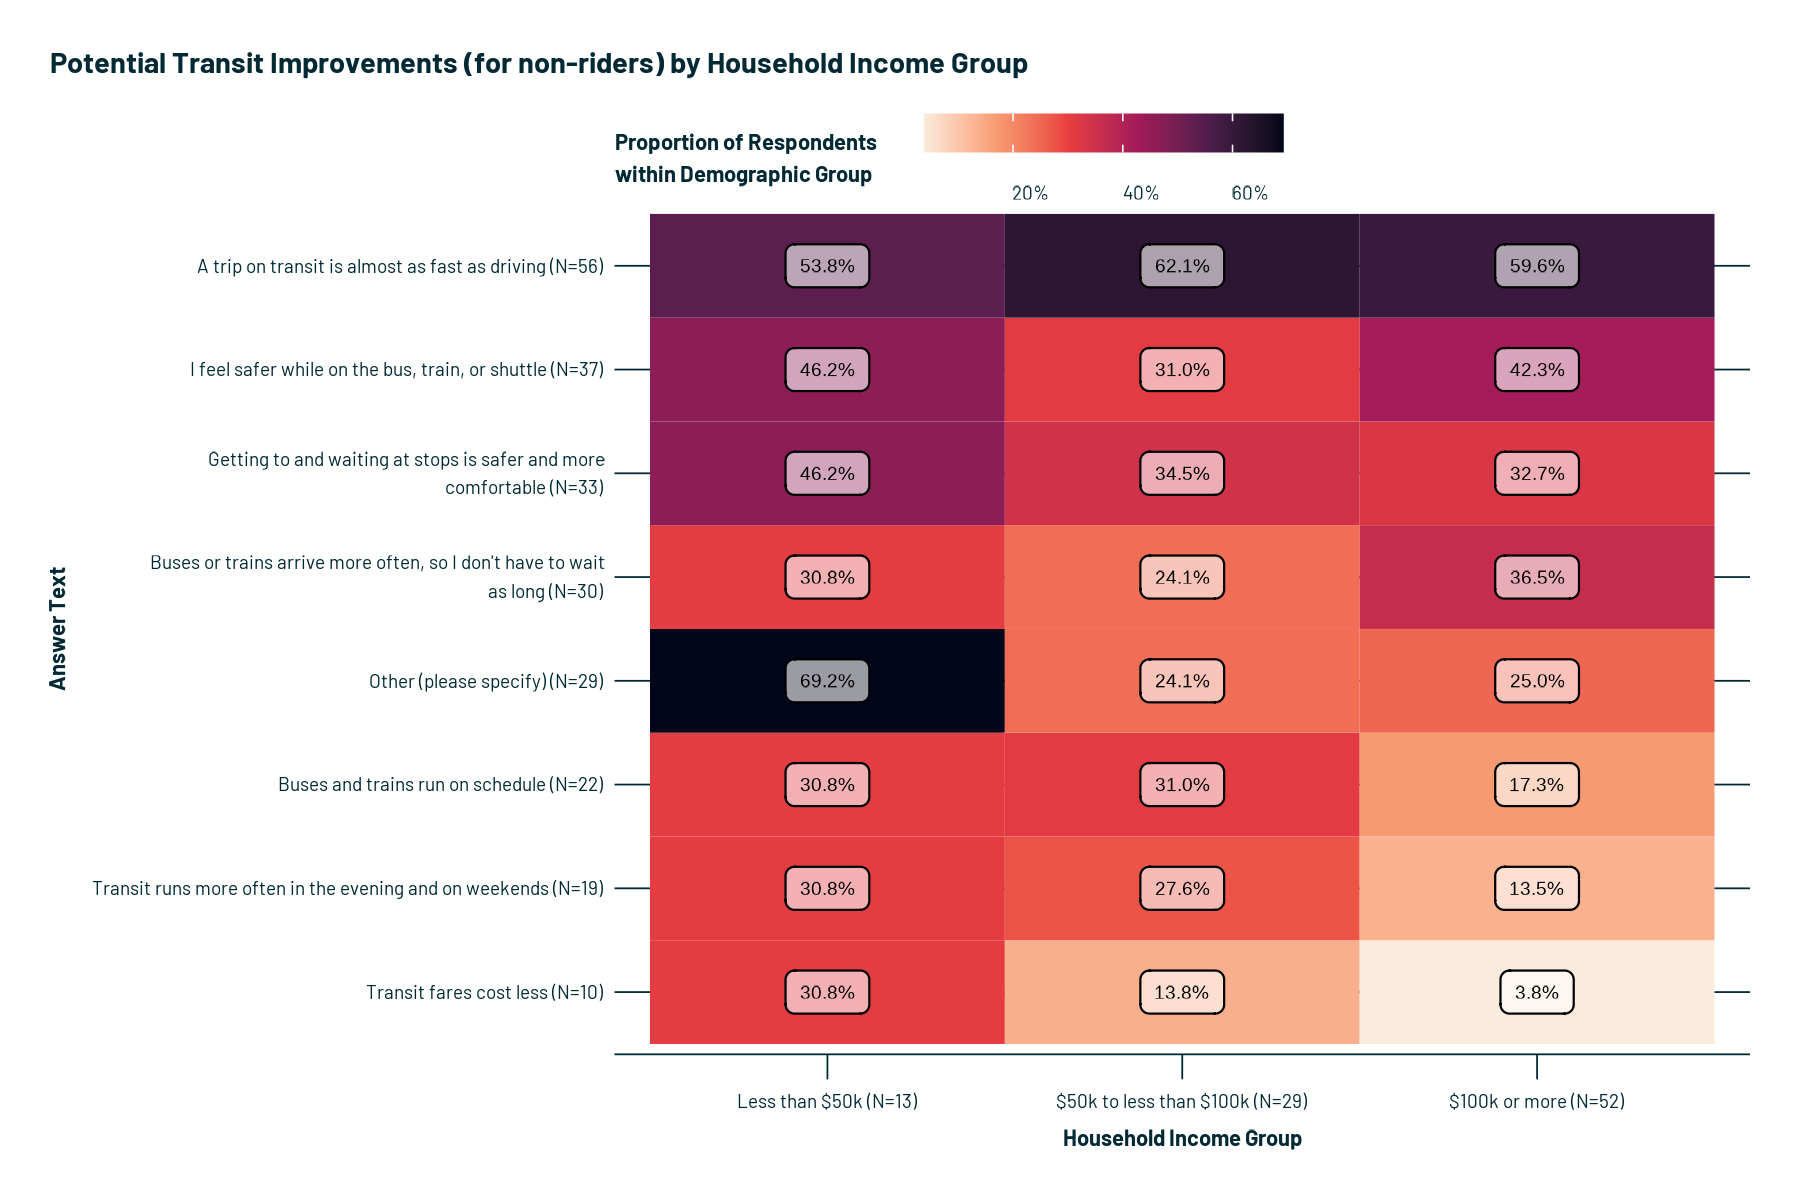 Potential Transit Improvements (for non-riders) by Household Income Group
Proportion of Respondents
within Demographic Group
20% 40% 60%
Answer Text
A trip on transit is almost as fast as driving (N=56) 53.8% 62.1% 59.6%
I feel safer while on the bus, train, or shuttle (N=37) 46.2% 31.0% 42.3%
Getting to and waiting at stops is safer and more
comfortable (N=33) 46.2% 34.5% 32.7%
Buses or trains arrive more often, so I don't have to wait
as long (N=30) 30.8% 24.1% 36.5%
Other (please specify) (N=29) 69.2% 24.1% 25.0%
Buses and trains run on schedule (N=22) 30.8% 31.0% 17.3%
Transit runs more often in the evening and on weekends (N=19) 30.8% 27.6% 13.5%
Transit fares cost less (N=10) 30.8% 13.8% 3.8%
Less than $50k (N=13) $50k to less than $100k (N=29) $100k or more (N=52)
Household Income Group